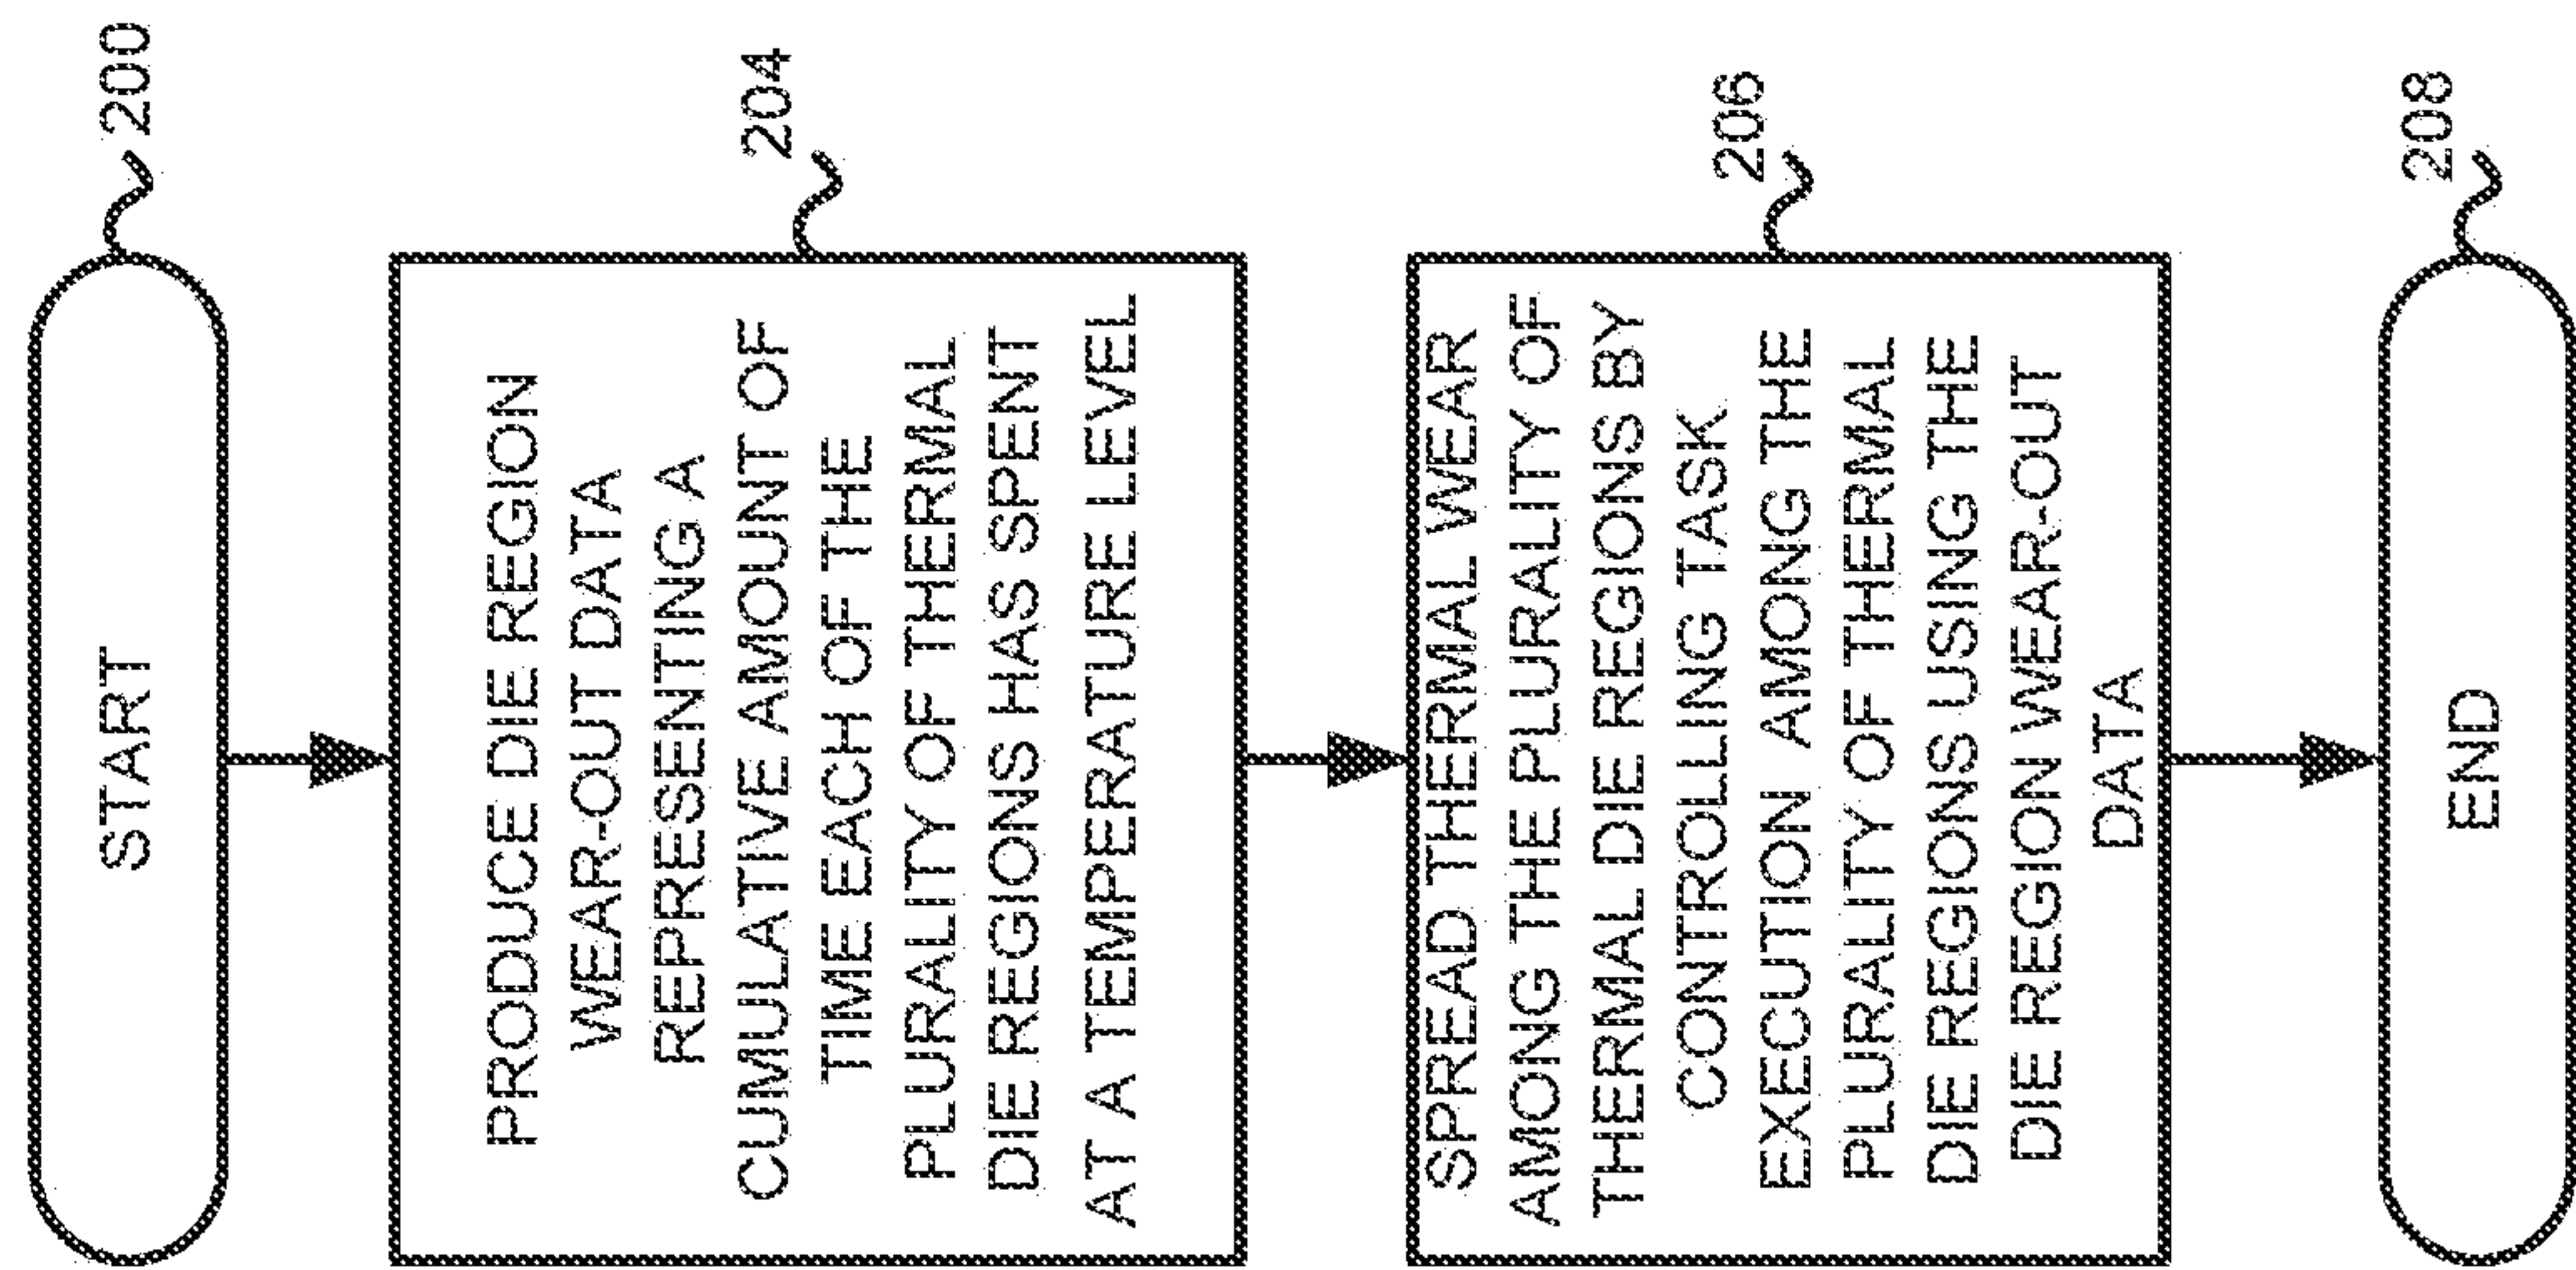 START
200
PRODUCE DIE REGION
WEAR-OUT DATA
REPRESENTING A
CUMULATIVE AMOUNT OF
TIME EACH OF THE
PLURALITY OF THERMAL
DIE REGIONS HAS SPENT
AT A TEMPERATURE LEVEL
204
SPREAD THERMAL WEAR
AMONG THE PLURALITY OF
THERMAL DIE REGIONS BY
CONTROLLING TASK
EXECUTION AMONG THE
PLURALITY OF THERMAL
DIE REGIONS USING THE
DIE REGION WEAR-OUT
DATA
206
END
208